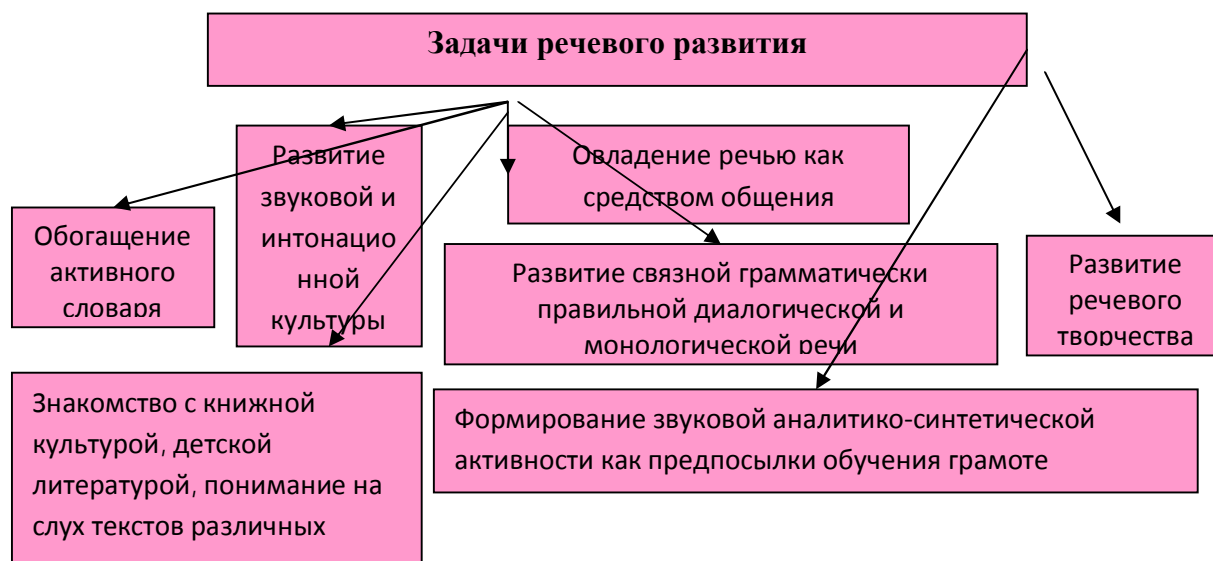 Задачи речевого развития
Развитие
звуковой и
интонацио
нной
культуры
Овладение речью как
средством общения
Обогащение
активного
словаря
Развитие связной грамматически
правильной диалогической и
монологической речи
Развитие
речевого
творчества
Знакомство с книжной
культурой, детской
литературой, понимание на
слух текстов различных
Формирование звуковой аналитико-синтетической
активности как предпосылки обучения грамоте